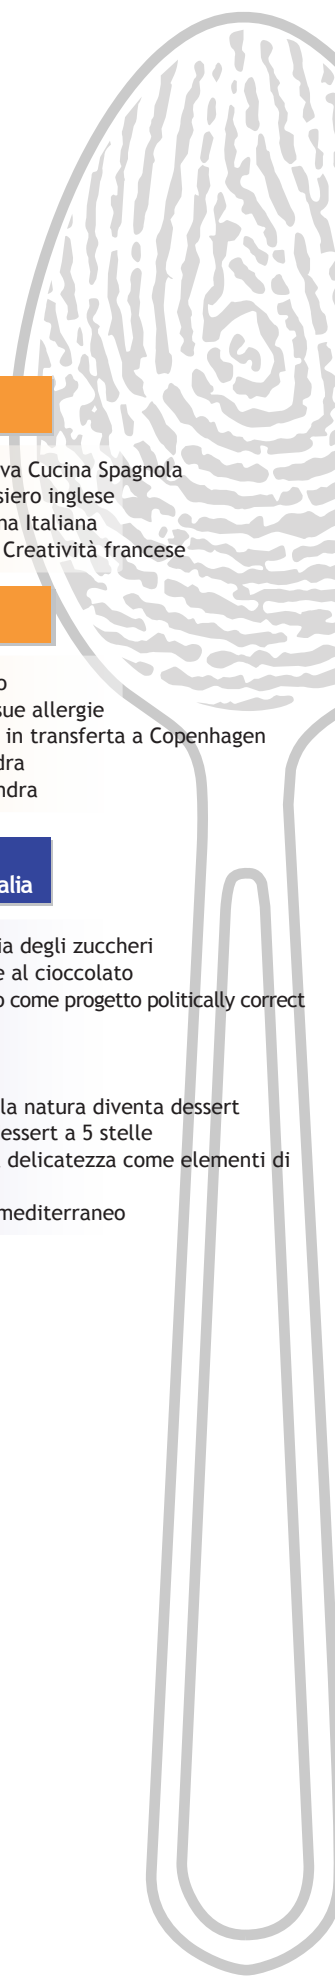 va Cucina Spagnola
siero inglese
na Italiana
Creatività francese
o
sue allergie
in transferta a Copenhagen
dra
ndra
alia
ia degli zuccheri
e al cioccolato
o come progetto politically correct
la natura diventa dessert
essert a 5 stelle
delicatezza come elementi di
mediterraneo